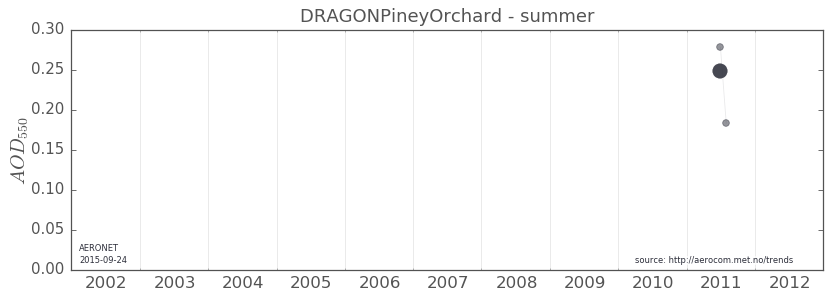 DRAGONPineyOrchard - summer
0.30
0.25
0.20
0.15
0.10
0.05
0.00
AOD550
AERONET
2015-09-24
source: http://aerocom.met.no/trends
2002 2003 2004 2005 2006 2007 2008 2009 2010 2011 2012